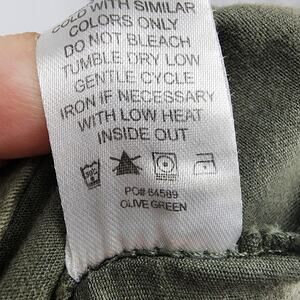 COLD WITH SIMILAR
COLORS ONLY
DO NOT BLEACH
TUMBLE DRY LOW
GENTLE CYCLE
IRON IF NECESSARY
WITH LOW HEAT
INSIDE OUT
PO# 64589
OLIVE GREEN